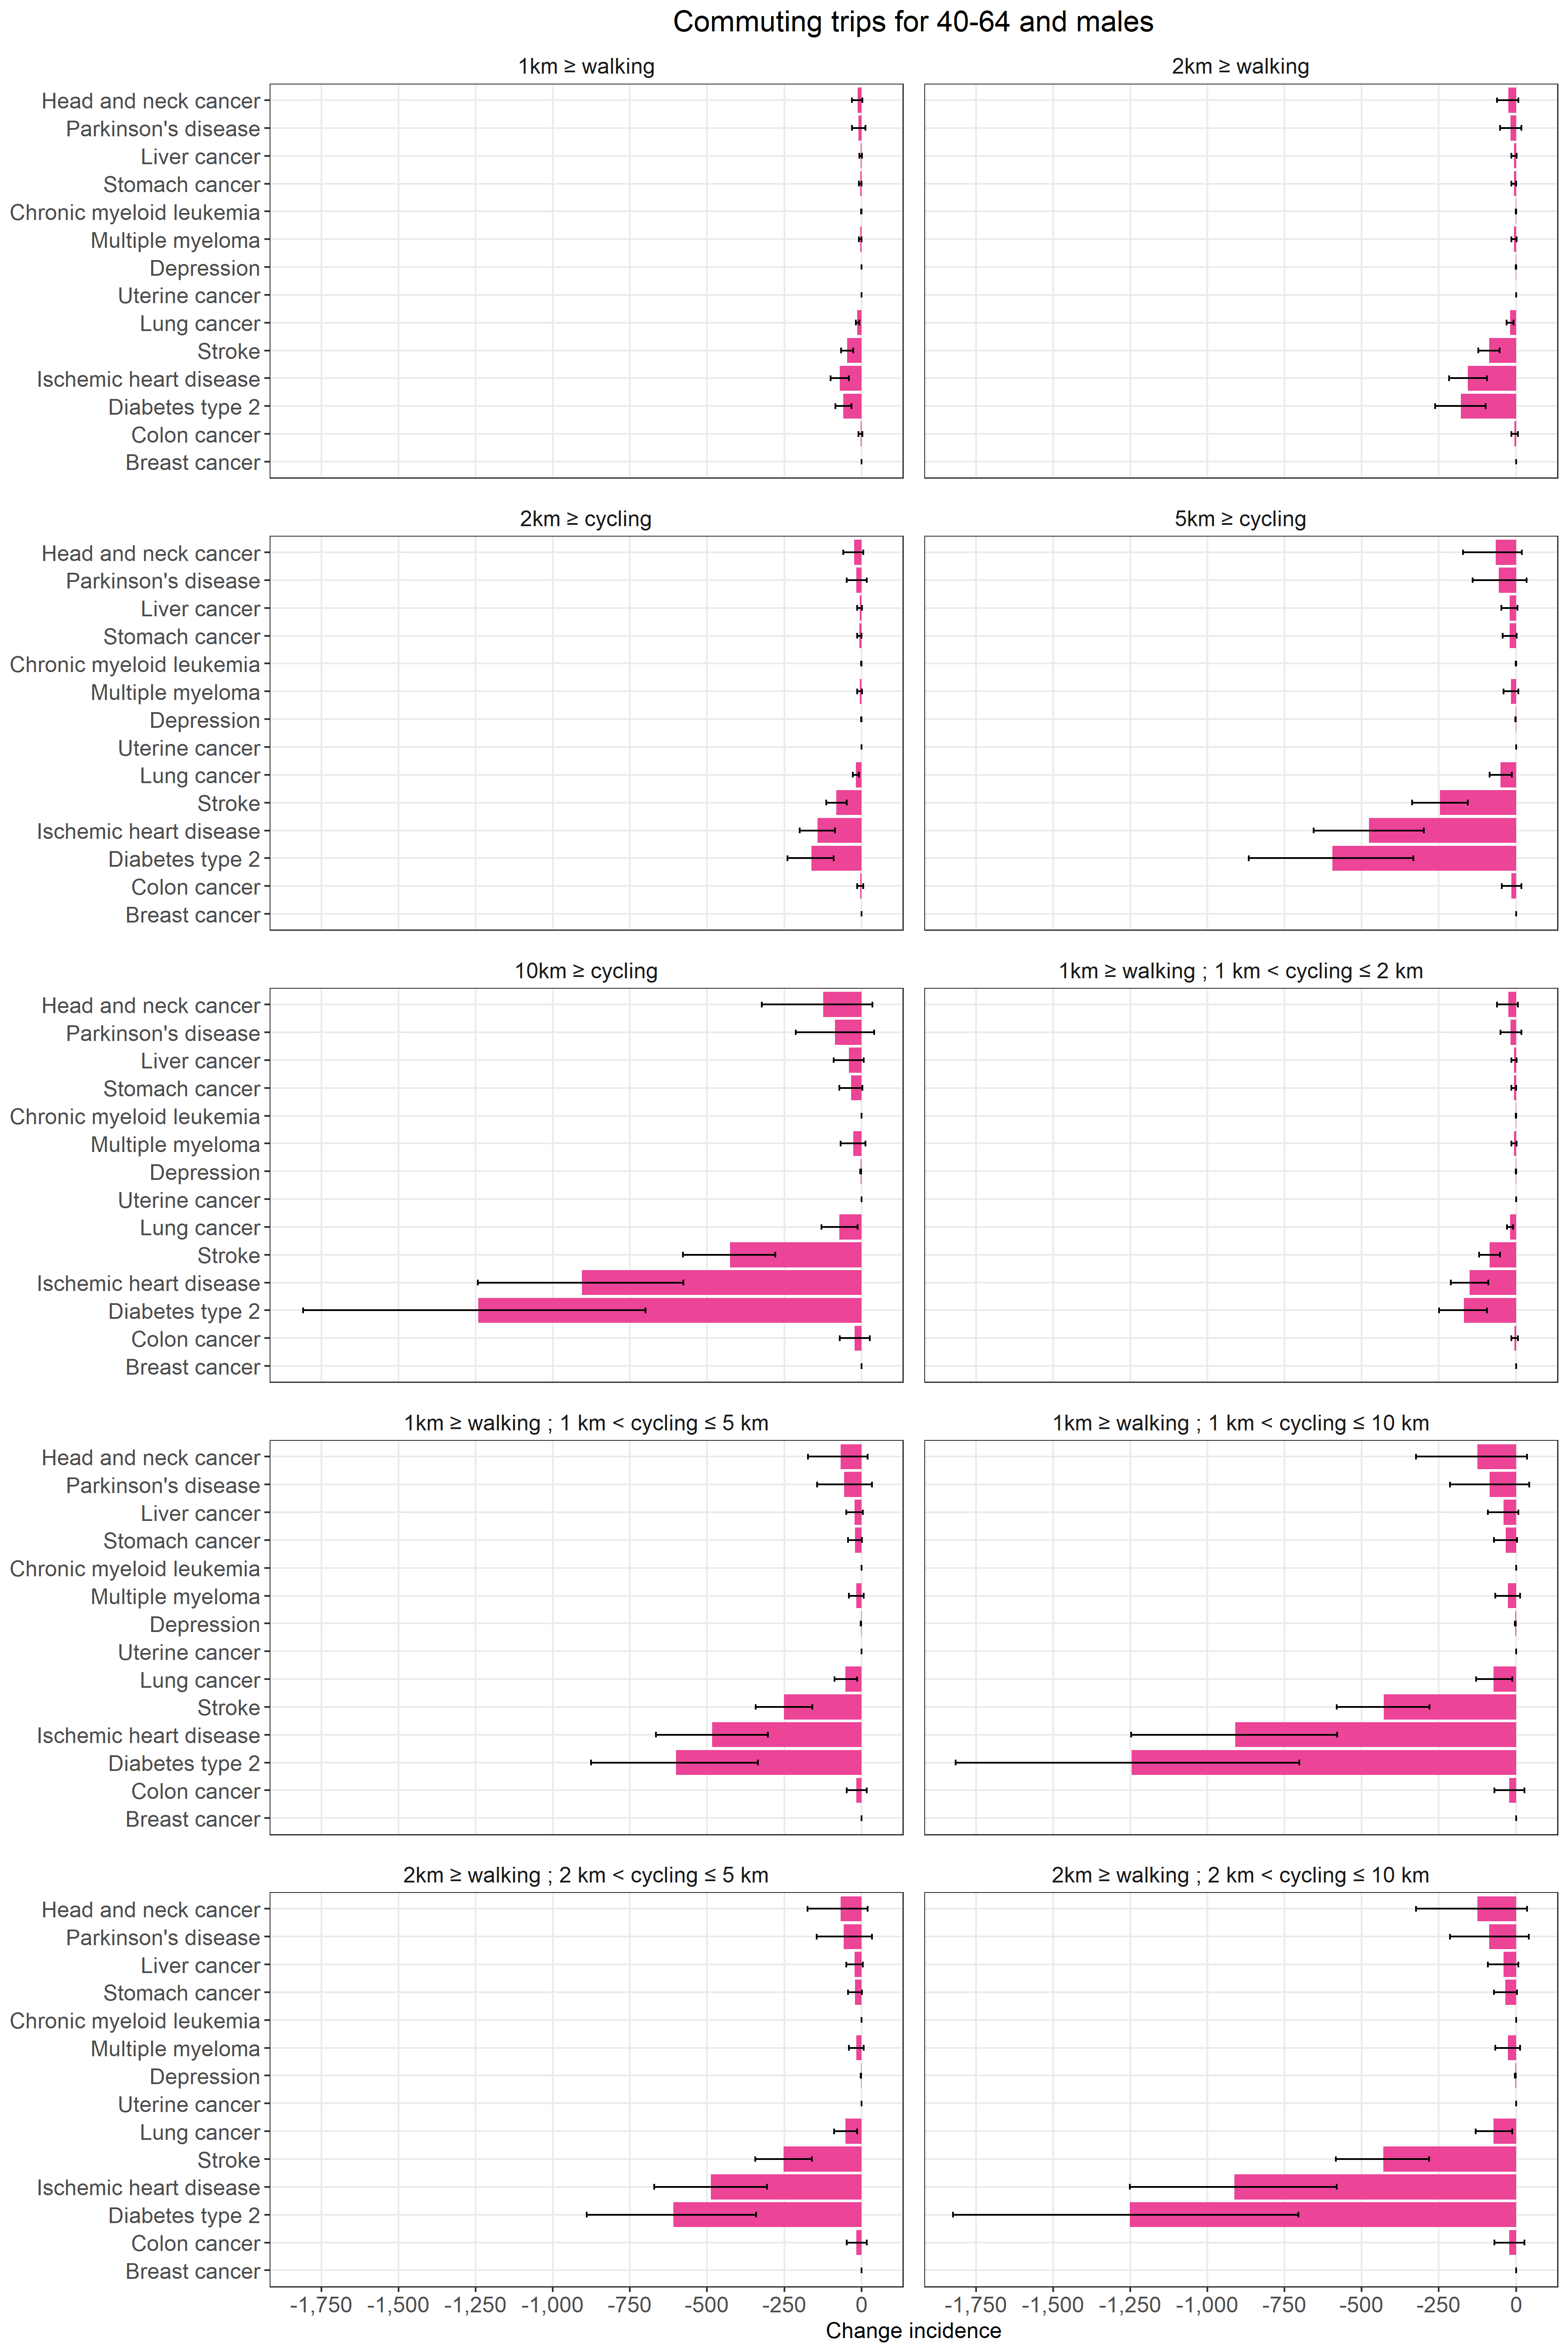 Commuting trips for 40-64 and males
1km ≥ walking
2km ≥ walking
Head and neck cancer
Parkinson's disease
Liver cancer
Stomach cancer
Chronic myeloid leukemia
Multiple myeloma
Depression
Uterine cancer
Lung cancer
Stroke
Ischemic heart disease
Diabetes type 2
Colon cancer
Breast cancer
2km ≥ cycling
5km ≥ cycling
Head and neck cancer
Parkinson's disease
Liver cancer
Stomach cancer
Chronic myeloid leukemia
Multiple myeloma
Depression
Uterine cancer
Lung cancer
Stroke
Ischemic heart disease
Diabetes type 2
Colon cancer
Breast cancer
10km ≥ cycling
1km ≥ walking ; 1 km < cycling ≤ 2 km
Head and neck cancer
Parkinson's disease
Liver cancer
Stomach cancer
Chronic myeloid leukemia
Multiple myeloma
Depression
Uterine cancer
Lung cancer
Stroke
Ischemic heart disease
Diabetes type 2
Colon cancer
Breast cancer
1km ≥ walking ; 1 km < cycling ≤ 5 km
1km ≥ walking ; 1 km < cycling ≤ 10 km
Head and neck cancer
Parkinson's disease
Liver cancer
Stomach cancer
Chronic myeloid leukemia
Multiple myeloma
Depression
Uterine cancer
Lung cancer
Stroke
Ischemic heart disease
Diabetes type 2
Colon cancer
Breast cancer
2km ≥ walking ; 2 km < cycling ≤ 5 km
2km ≥ walking ; 2 km < cycling ≤ 10 km
Head and neck cancer
Parkinson's disease
Liver cancer
Stomach cancer
Chronic myeloid leukemia
Multiple myeloma
Depression
Uterine cancer
Lung cancer
Stroke
Ischemic heart disease
Diabetes type 2
Colon cancer
Breast cancer
-1,750 -1,500 -1,250 -1,000 -750 -500 -250 0
-1,750 -1,500 -1,250 -1,000 -750 -500 -250 0
Change incidence